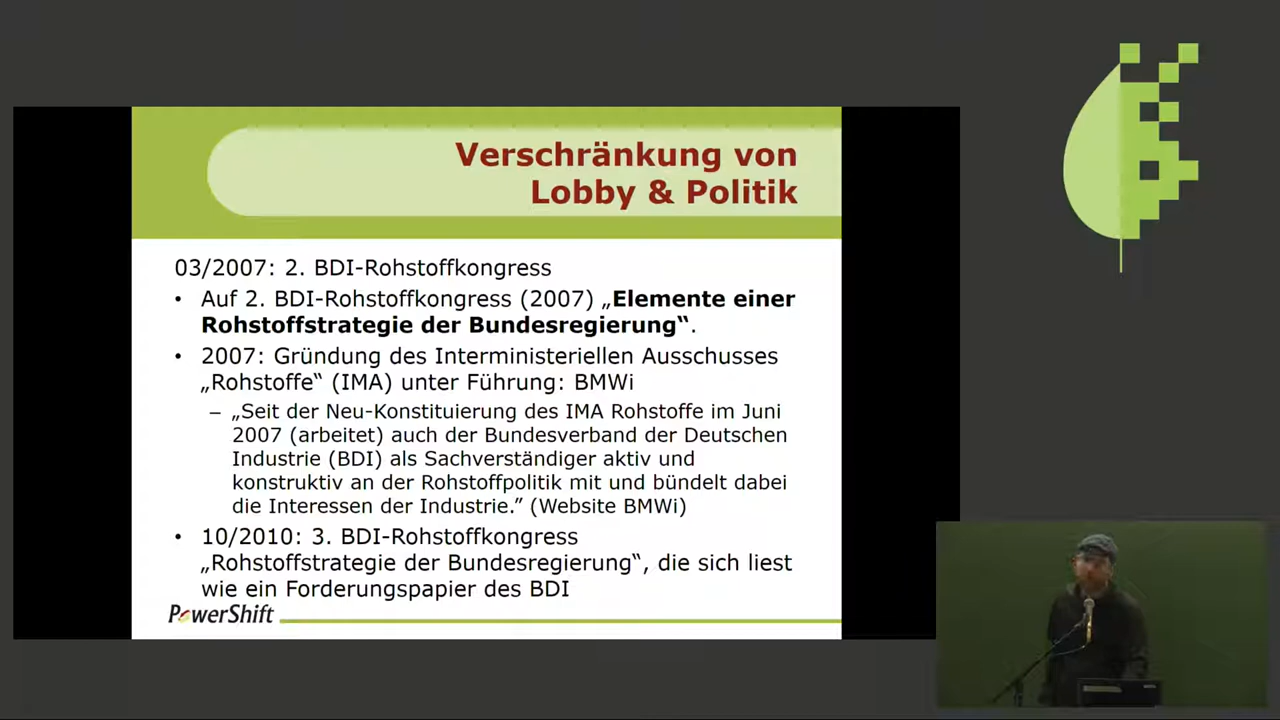 Verschränkung von
Lobby & Politik
03/2007: 2. BDI-Rohstoffkongress
• Auf 2. BDI-Rohstoffkongress (2007) „Elemente einer
Rohstoffstrategie der Bundesregierung“.
• 2007: Gründung des Interministeriellen Ausschusses
„Rohstoffe“ (IMA) unter Führung: BMWi
– „Seit der Neu-Konstituierung des IMA Rohstoffe im Juni
2007 (arbeitet) auch der Bundesverband der Deutschen
Industrie (BDI) als Sachverständiger aktiv und
konstruktiv an der Rohstoffpolitik mit und bündelt dabei
die Interessen der Industrie.” (Website BMWi)
• 10/2010: 3. BDI-Rohstoffkongress
„Rohstoffstrategie der Bundesregierung“, die sich liest
wie ein Forderungspapier des BDI
PowerShift